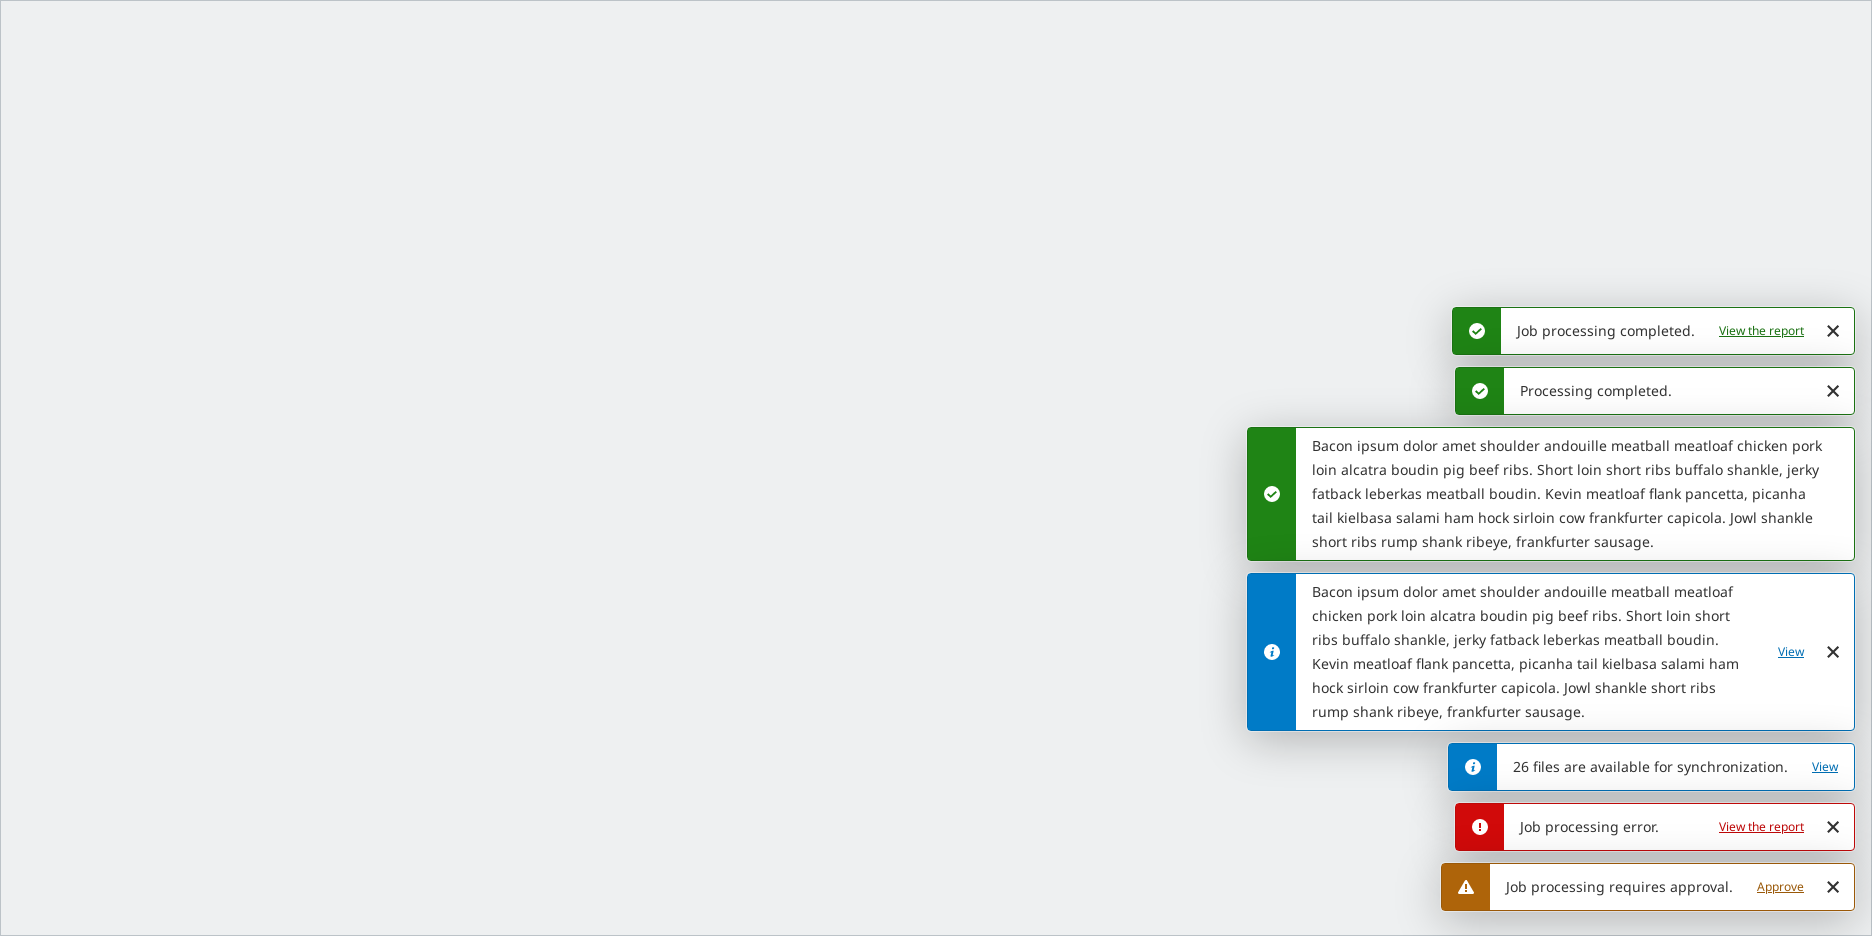 Job processing completed. View the report
Processing completed.
Bacon ipsum dolor amet shoulder andouille meatball meatloaf chicken pork
loin alcatra boudin pig beef ribs. Short loin short ribs buffalo shankle, jerky
fatback leberkas meatball boudin. Kevin meatloaf flank pancetta, picanha
tail kielbasa salami ham hock sirloin cow frankfurter capicola. Jowl shankle
short ribs rump shank ribeye, frankfurter sausage.
Bacon ipsum dolor amet shoulder andouille meatball meatloaf
chicken pork loin alcatra boudin pig beef ribs. Short loin short
ribs buffalo shankle, jerky fatback leberkas meatball boudin.
Kevin meatloaf flank pancetta, picanha tail kielbasa salami ham
hock sirloin cow frankfurter capicola. Jowl shankle short ribs
rump shank ribeye, frankfurter sausage.
View
26 files are available for synchronization. View
Job processing error. View the report
Job processing requires approval. Approve